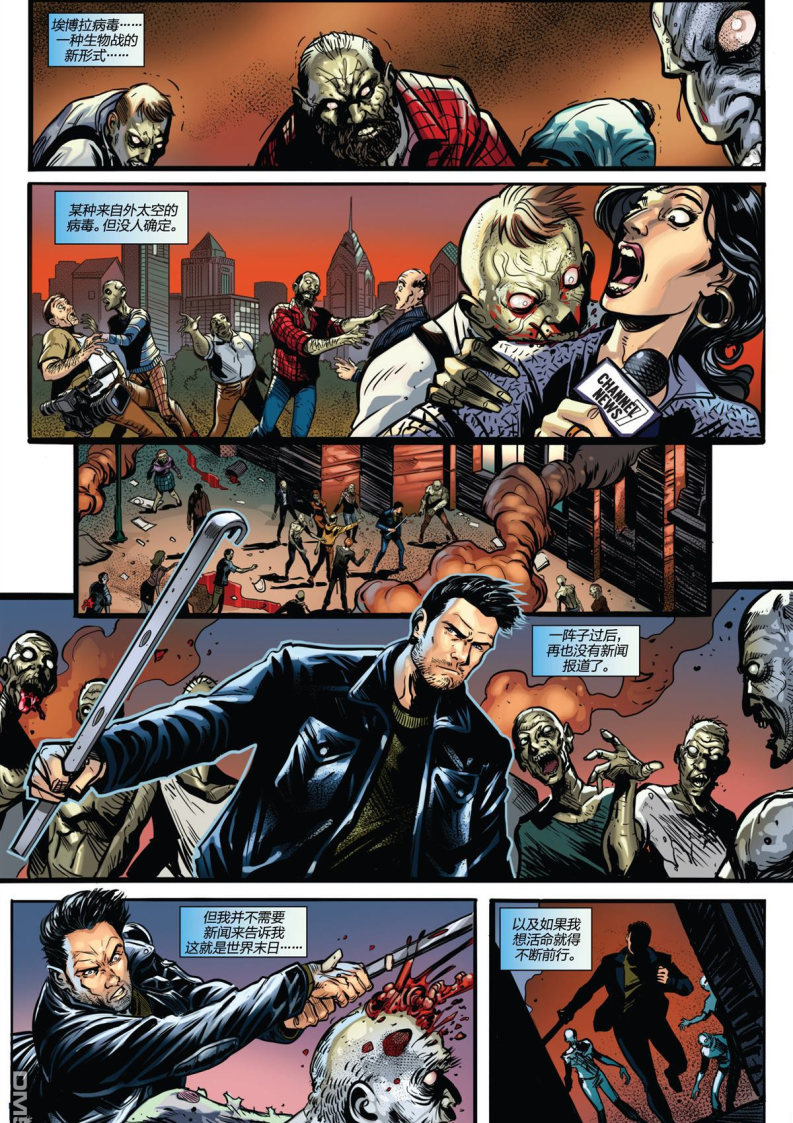 埃博拉病毒……
一种生物战的
新形式……
某种来自外太空的
病毒。但没人确定。
CHANNEL
NEWS 7
一阵子过后，
再也没有新闻
报道了。
但我并不需要
新闻来告诉我
这就是世界末日……
以及如果我
想活命就得
不断前行。